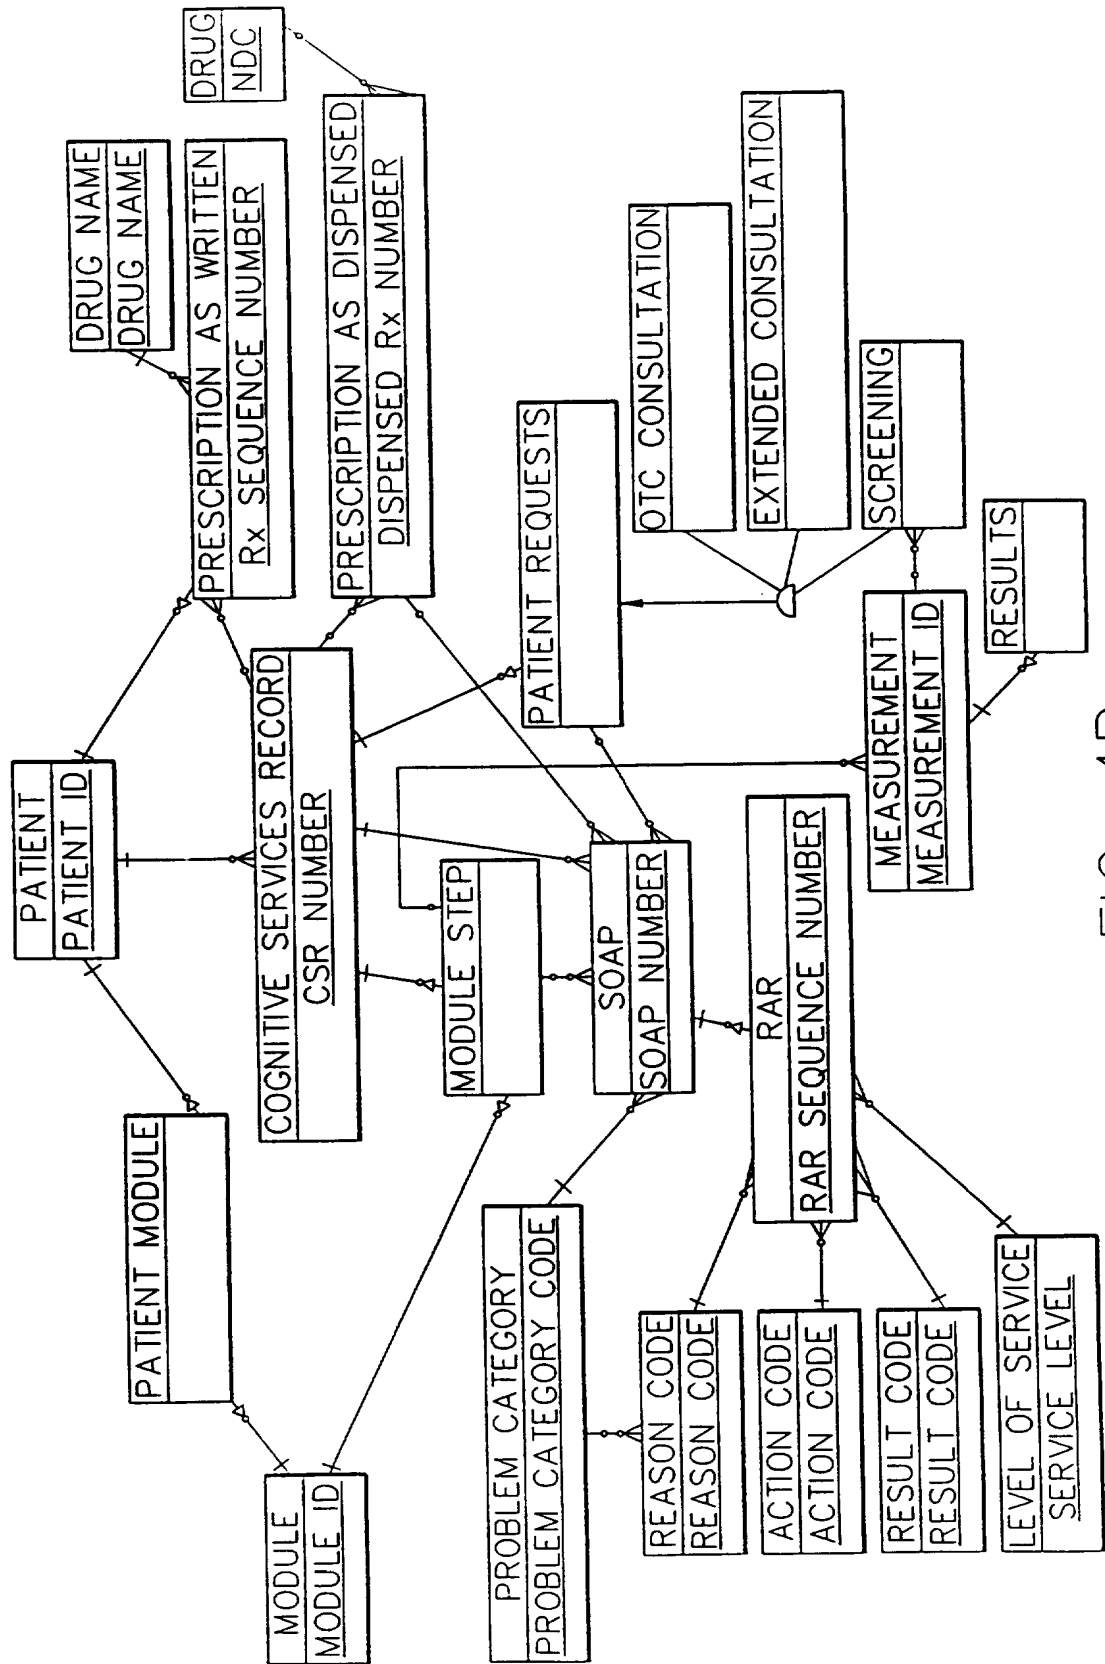 PATIENT
PATIENT ID
DRUG NAME
DRUG NAME
DRUG
NDC
PATIENT MODULE
PRESCRIPTION AS WRITTEN
Rx SEQUENCE NUMBER
MODULE
MODULE ID
COGNITIVE SERVICES RECORD
CSR NUMBER
PRESCRIPTION AS DISPENSED
DISPENSED Rx NUMBER
MODULE STEP
PATIENT REQUESTS
PROBLEM CATEGORY
PROBLEM CATEGORY CODE
SOAP
SOAP NUMBER
OTC CONSULTATION
REASON CODE
REASON CODE
RAR
RAR SEQUENCE NUMBER
EXTENDED CONSULTATION
ACTION CODE
ACTION CODE
MEASUREMENT
MEASUREMENT ID
SCREENING
RESULT CODE
RESULT CODE
RESULTS
LEVEL OF SERVICE
SERVICE LEVEL